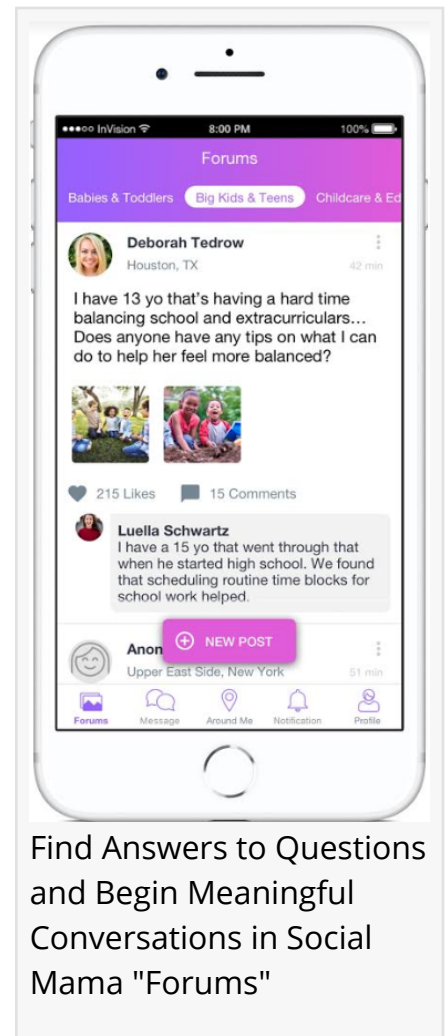 InVision 8:00 PM 100%
Forums
Babies & Toddlers Big Kids & Teens Childcare & Ed
Deborah Tedrow
Houston, TX 42 min
I have 13 yo that's having a hard time
balancing school and extracurriculars...
Does anyone have any tips on what I can
do to help her feel more balanced?
215 Likes 15 Comments
Luella Schwartz
I have a 15 yo that went through that
when he started high school. We found
that scheduling routine time blocks for
school work helped.
Anon
NEW POST
Upper East Side, New York 51 min
Forums Message Around Me Notification Profile
Find Answers to Questions
and Begin Meaningful
Conversations in Social
Mama "Forums"